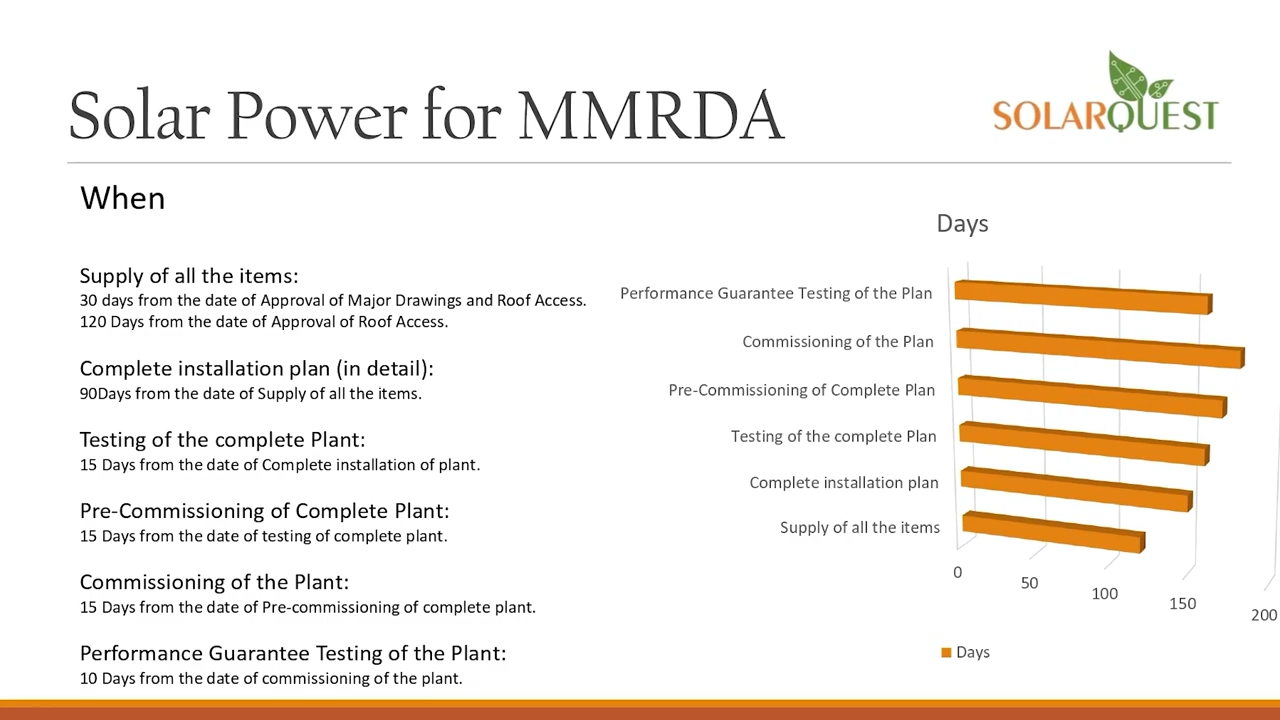 Solar Power for MMRDA
SOLARQUEST
When
Supply of all the items:
30 days from the date of Approval of Major Drawings and Roof Access.
120 Days from the date of Approval of Roof Access.
Complete installation plan (in detail):
90Days from the date of Supply of all the items.
Testing of the complete Plant:
15 Days from the date of Complete installation of plant.
Pre-Commissioning of Complete Plant:
15 Days from the date of testing of complete plant.
Commissioning of the Plant:
15 Days from the date of Pre-commissioning of complete plant.
Performance Guarantee Testing of the Plant:
10 Days from the date of commissioning of the plant.
Days
Performance Guarantee Testing of the Plan
Commissioning of the Plan
Pre-Commissioning of Complete Plan
Testing of the complete Plan
Complete installation plan
Supply of all the items
0
50
100
150
200
Days